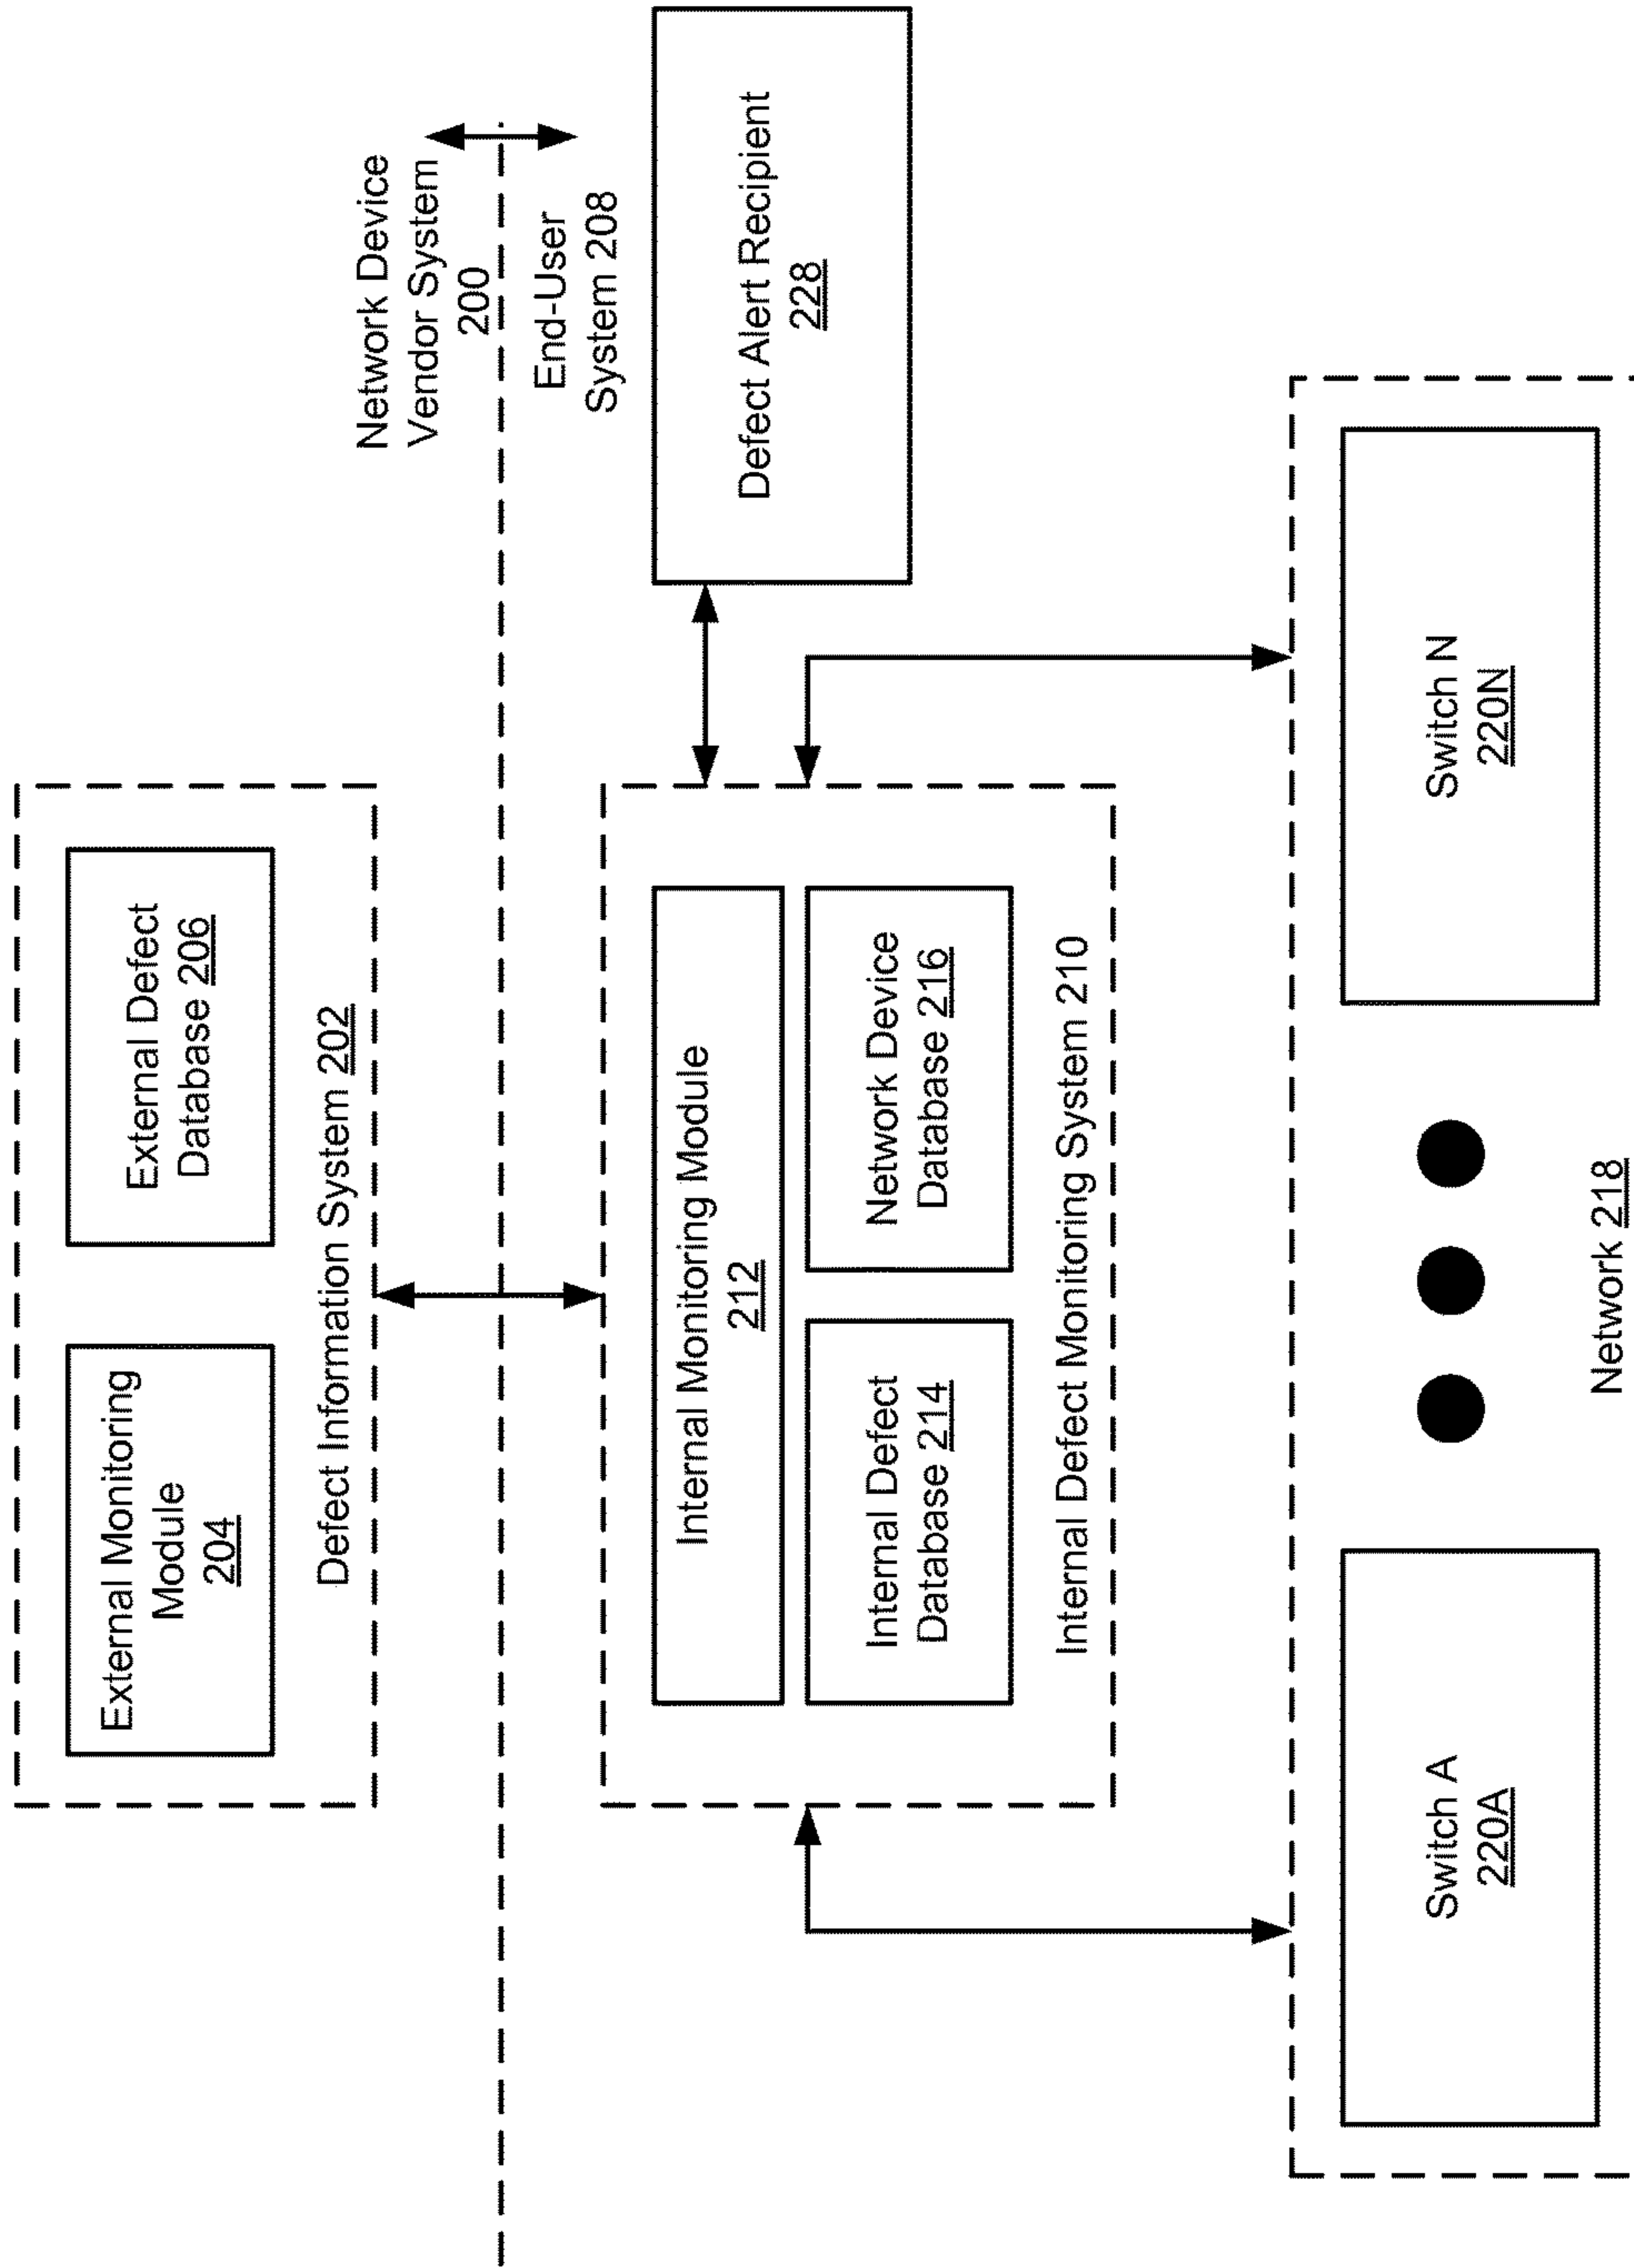 External Monitoring
Module
204
External Defect
Database 206
Defect Information System 202
Network Device
Vendor System
200
End-User
System 208
Internal Monitoring Module
212
Internal Defect
Database 214
Network Device
Database 216
Internal Defect Monitoring System 210
Defect Alert Recipient
228
Switch A
220A
Switch N
220N
Network 218